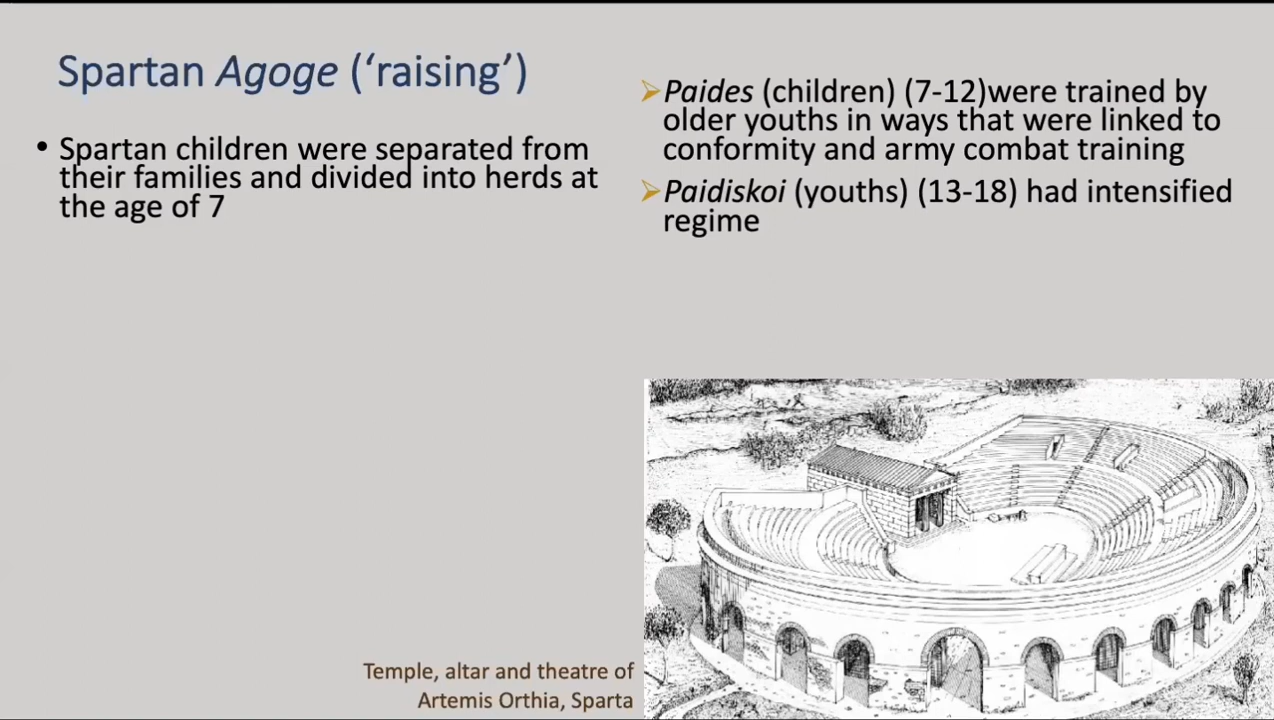 Spartan Agoge (‘raising’)
• Spartan children were separated from
their families and divided into herds at
the age of 7
➢Paides (children) (7-12)were trained by
older youths in ways that were linked to
conformity and army combat training
➢Paidiskoi (youths) (13-18) had intensified
regime
Temple, altar and theatre of
Artemis Orthia, Sparta